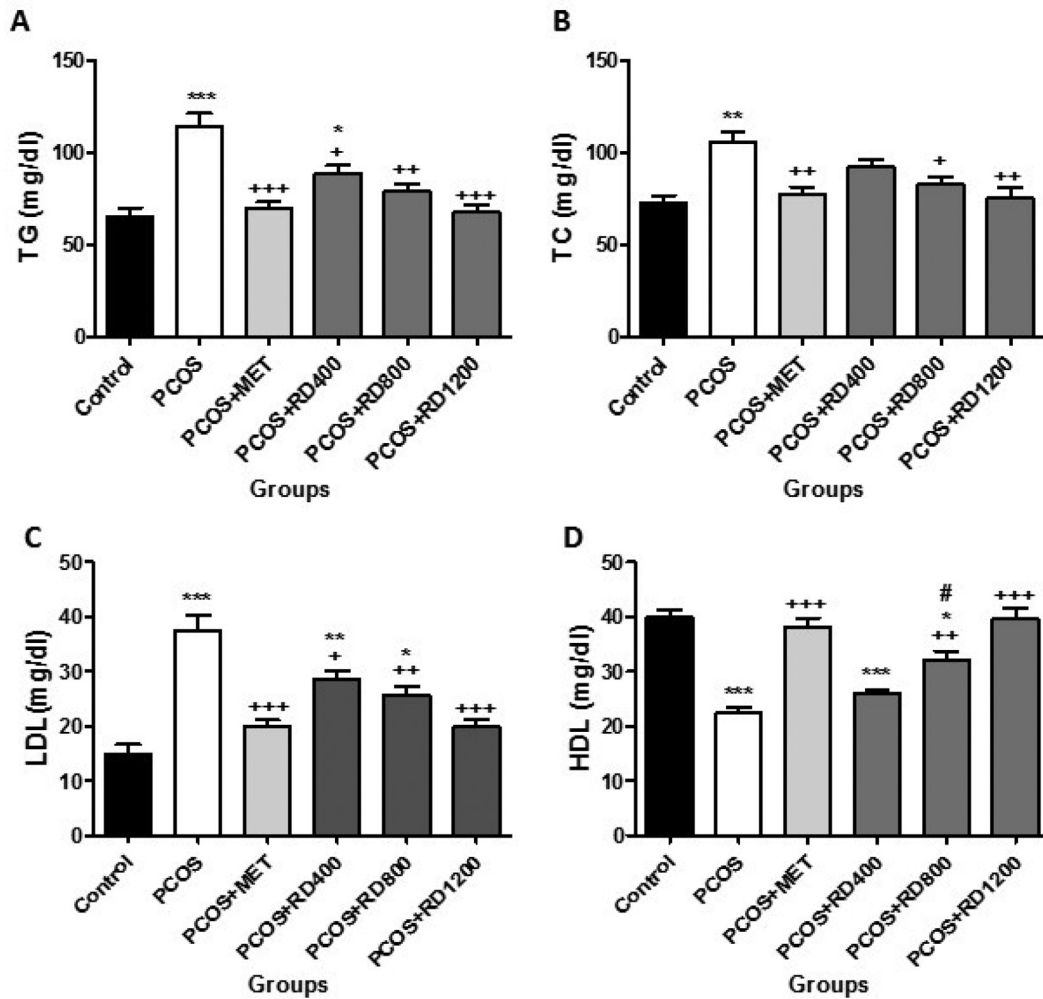 A
TG (mg/dl)
150
100
50
0
***
+++
*
+
++
+++
Control
PCOS
PCOS+MET
PCOS+RD400
PCOS+RD800
PCOS+RD1200
Groups
B
TC (mg/dl)
150
100
50
0
**
++
+
++
Control
PCOS
PCOS+MET
PCOS+RD400
PCOS+RD800
PCOS+RD1200
Groups
C
LDL (mg/dl)
50
40
30
20
10
0
***
+++
**
+
*
++
+++
Control
PCOS
PCOS+MET
PCOS+RD400
PCOS+RD800
PCOS+RD1200
Groups
D
HDL (mg/dl)
50
40
30
20
10
0
***
+++
***
#
*
++
+++
Control
PCOS
PCOS+MET
PCOS+RD400
PCOS+RD800
PCOS+RD1200
Groups